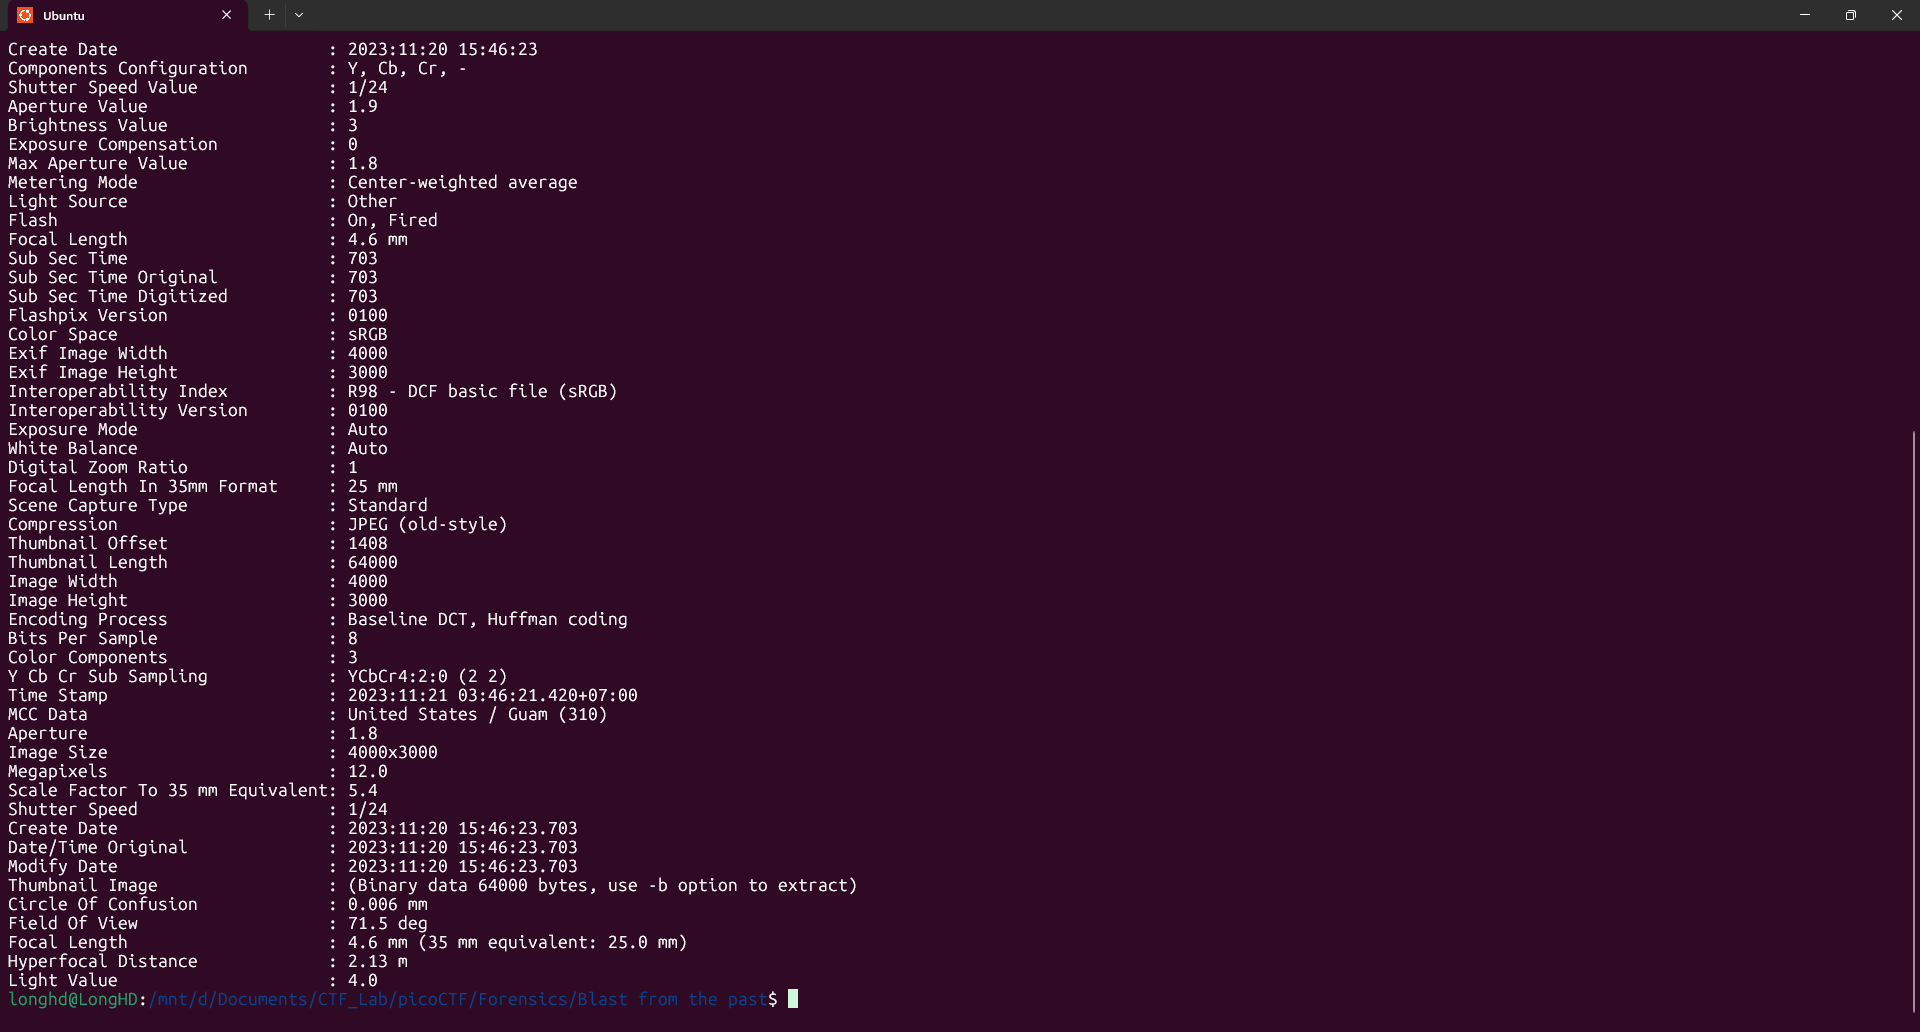 Ubuntu
Create Date : 2023:11:20 15:46:23
Components Configuration : Y, Cb, Cr, -
Shutter Speed Value : 1/24
Aperture Value : 1.9
Brightness Value : 3
Exposure Compensation : 0
Max Aperture Value : 1.8
Metering Mode : Center-weighted average
Light Source : Other
Flash : On, Fired
Focal Length : 4.6 mm
Sub Sec Time : 703
Sub Sec Time Original : 703
Sub Sec Time Digitized : 703
Flashpix Version : 0100
Color Space : sRGB
Exif Image Width : 4000
Exif Image Height : 3000
Interoperability Index : R98 - DCF basic file (sRGB)
Interoperability Version : 0100
Exposure Mode : Auto
White Balance : Auto
Digital Zoom Ratio : 1
Focal Length In 35mm Format : 25 mm
Scene Capture Type : Standard
Compression : JPEG (old-style)
Thumbnail Offset : 1408
Thumbnail Length : 64000
Image Width : 4000
Image Height : 3000
Encoding Process : Baseline DCT, Huffman coding
Bits Per Sample : 8
Color Components : 3
Y Cb Cr Sub Sampling : YCbCr4:2:0 (2 2)
Time Stamp : 2023:11:21 03:46:21.420+07:00
MCC Data : United States / Guam (310)
Aperture : 1.8
Image Size : 4000x3000
Megapixels : 12.0
Scale Factor To 35 mm Equivalent: 5.4
Shutter Speed : 1/24
Create Date : 2023:11:20 15:46:23.703
Date/Time Original : 2023:11:20 15:46:23.703
Modify Date : 2023:11:20 15:46:23.703
Thumbnail Image : (Binary data 64000 bytes, use -b option to extract)
Circle Of Confusion : 0.006 mm
Field Of View : 71.5 deg
Focal Length : 4.6 mm (35 mm equivalent: 25.0 mm)
Hyperfocal Distance : 2.13 m
Light Value : 4.0
longhd@LongHD:/mnt/d/Documents/CTF_Lab/picoCTF/Forensics/Blast from the past$